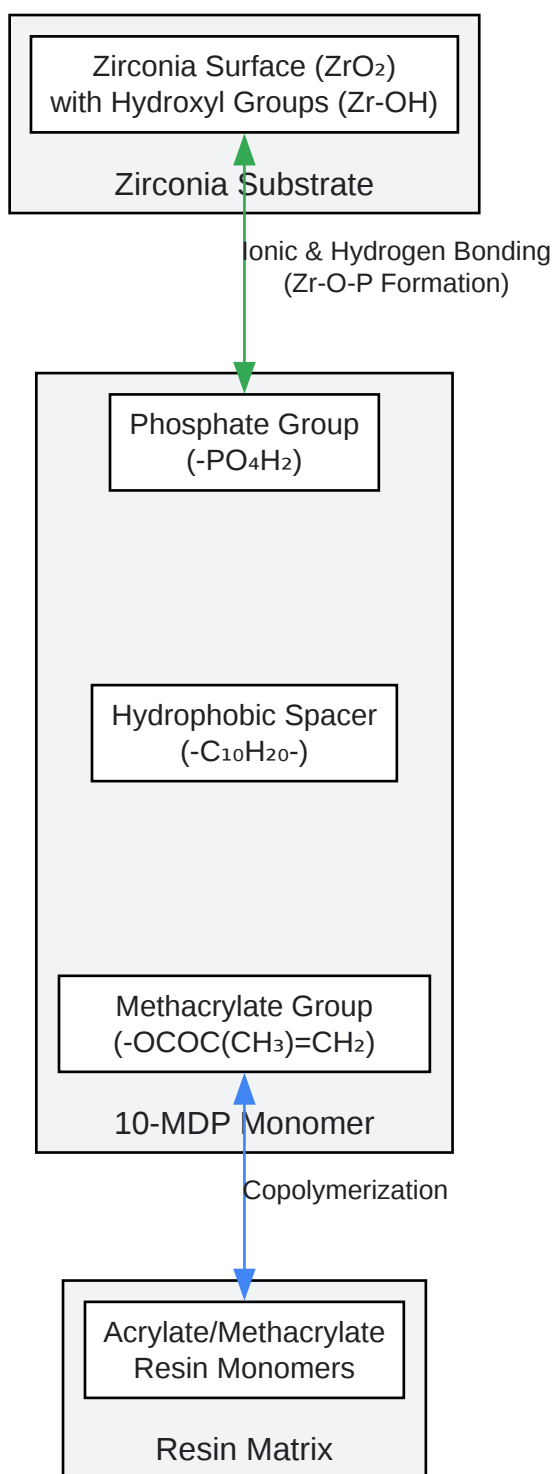 Zirconia Surface (ZrO₂)
with Hydroxyl Groups (Zr-OH)
Zirconia Substrate
Ionic & Hydrogen Bonding
(Zr-O-P Formation)
Phosphate Group
(-PO₄H₂)
Hydrophobic Spacer
(-C₁₀H₂₀-)
Methacrylate Group
(-OCOC(CH₃)=CH₂)
10-MDP Monomer
Copolymerization
Acrylate/Methacrylate
Resin Monomers
Resin Matrix